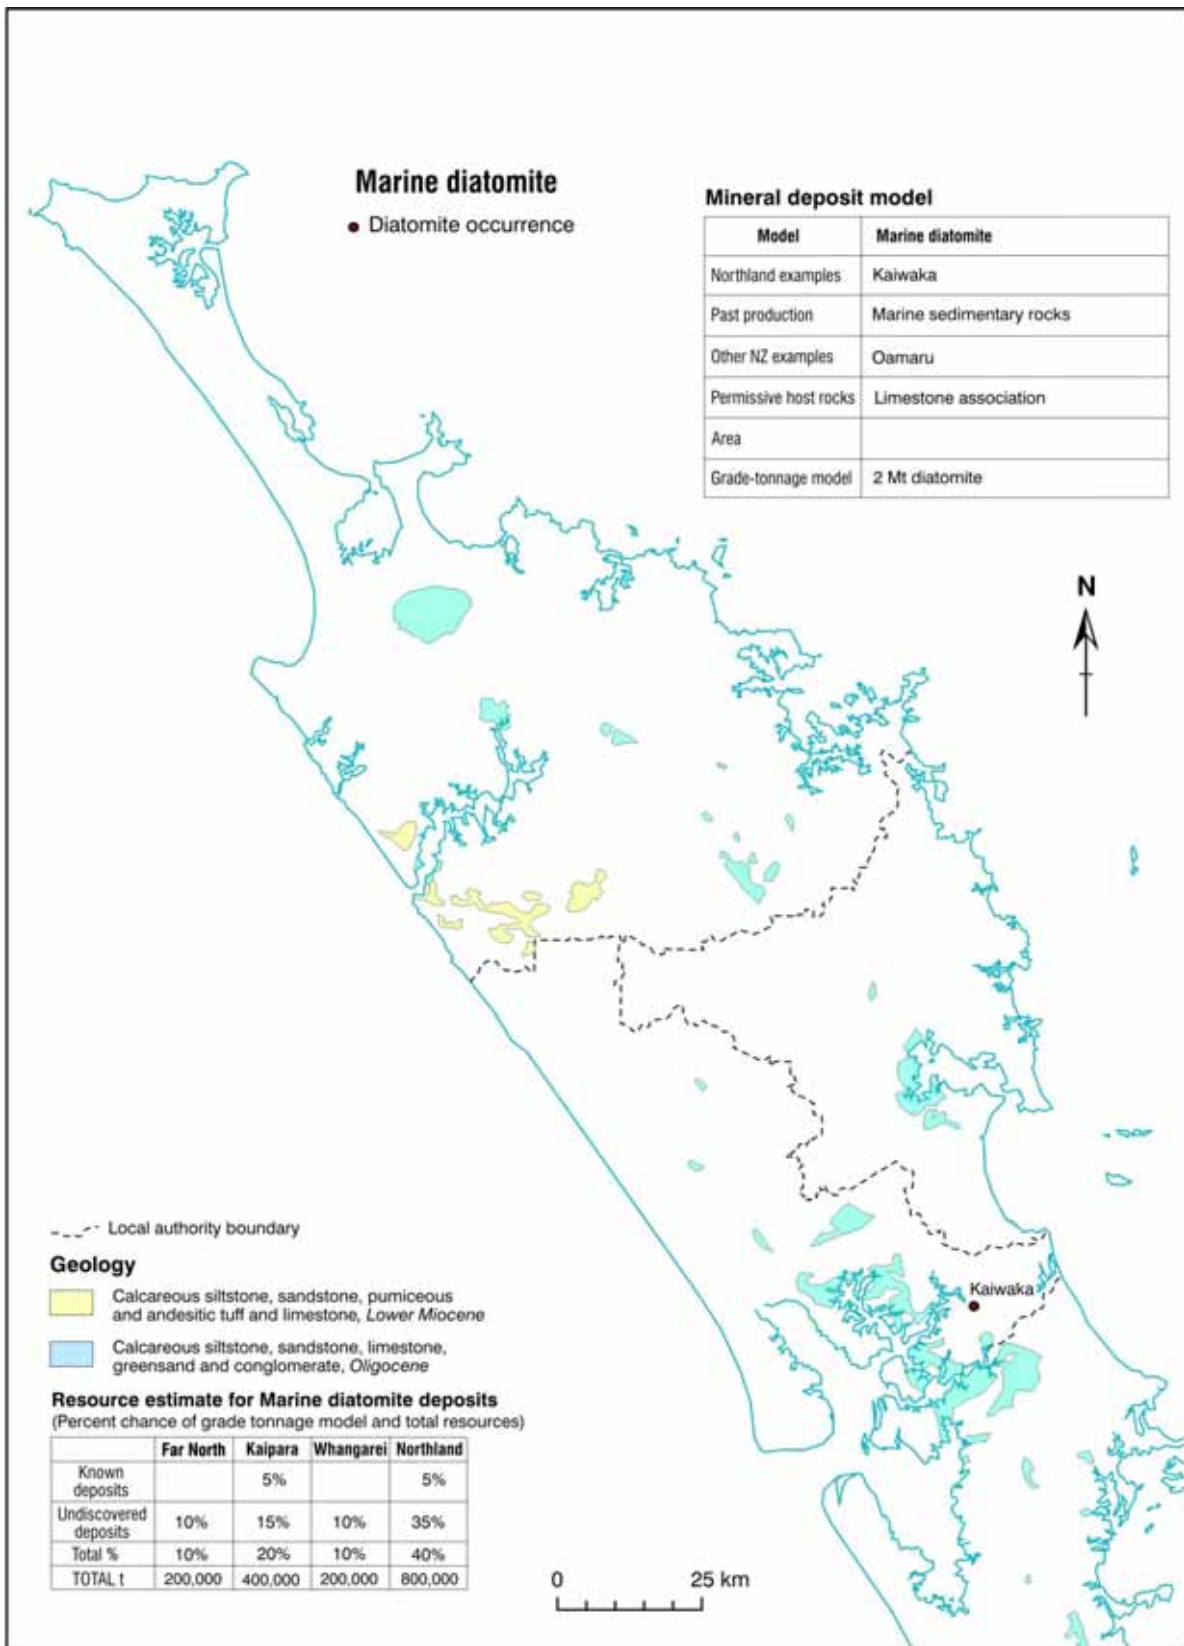 Marine diatomite
Diatomite occurrence
Mineral deposit model
Model Marine diatomite
Northland examples Kaiwaka
Past production Marine sedimentary rocks
Other NZ examples Oamaru
Permissive host rocks Limestone association
Area
Grade-tonnage model 2 Mt diatomite
N
Kaiwaka
Local authority boundary
Geology
Calcareous siltstone, sandstone, pumiceous
and andesitic tuff and limestone, Lower Miocene
Calcareous siltstone, sandstone, limestone,
greensand and conglomerate, Oligocene
Resource estimate for Marine diatomite deposits
(Percent chance of grade tonnage model and total resources)
Far North Kaipara Whangarei Northland
Known
deposits
5% 5%
Undiscovered
deposits
10% 15% 10% 35%
Total % 10% 20% 10% 40%
TOTAL t 200,000 400,000 200,000 800,000
0 25 km